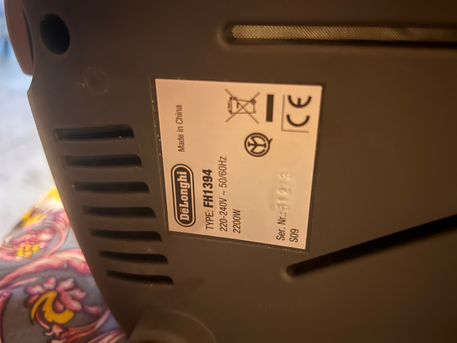 DeLonghi
Made in China
TYPE: FH1394
220-240V ~ 50/60Hz
2200W
Ser. Nr.:
S09
CE